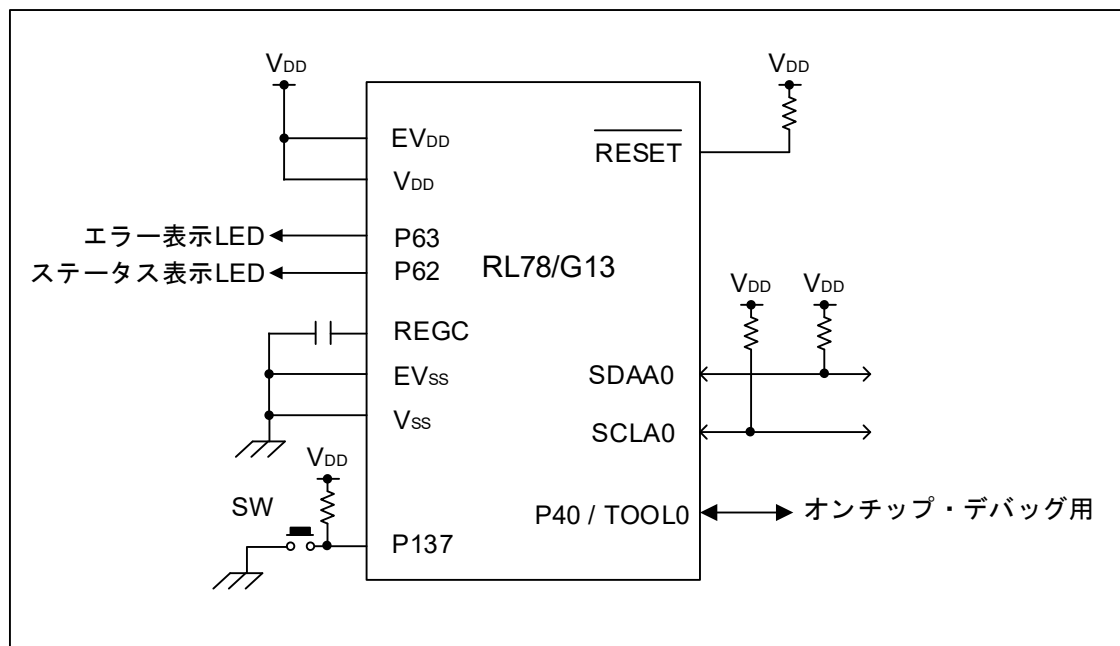 VDD
VDD
EVDD
RESET
VDD
エラー表示LED
P63
ステータス表示LED
P62
RL78/G13
VDD
VDD
REGC
EVSS
SDAA0
VSS
SCLA0
VDD
SW
P40 / TOOL0
オンチップ・デバッグ用
P137